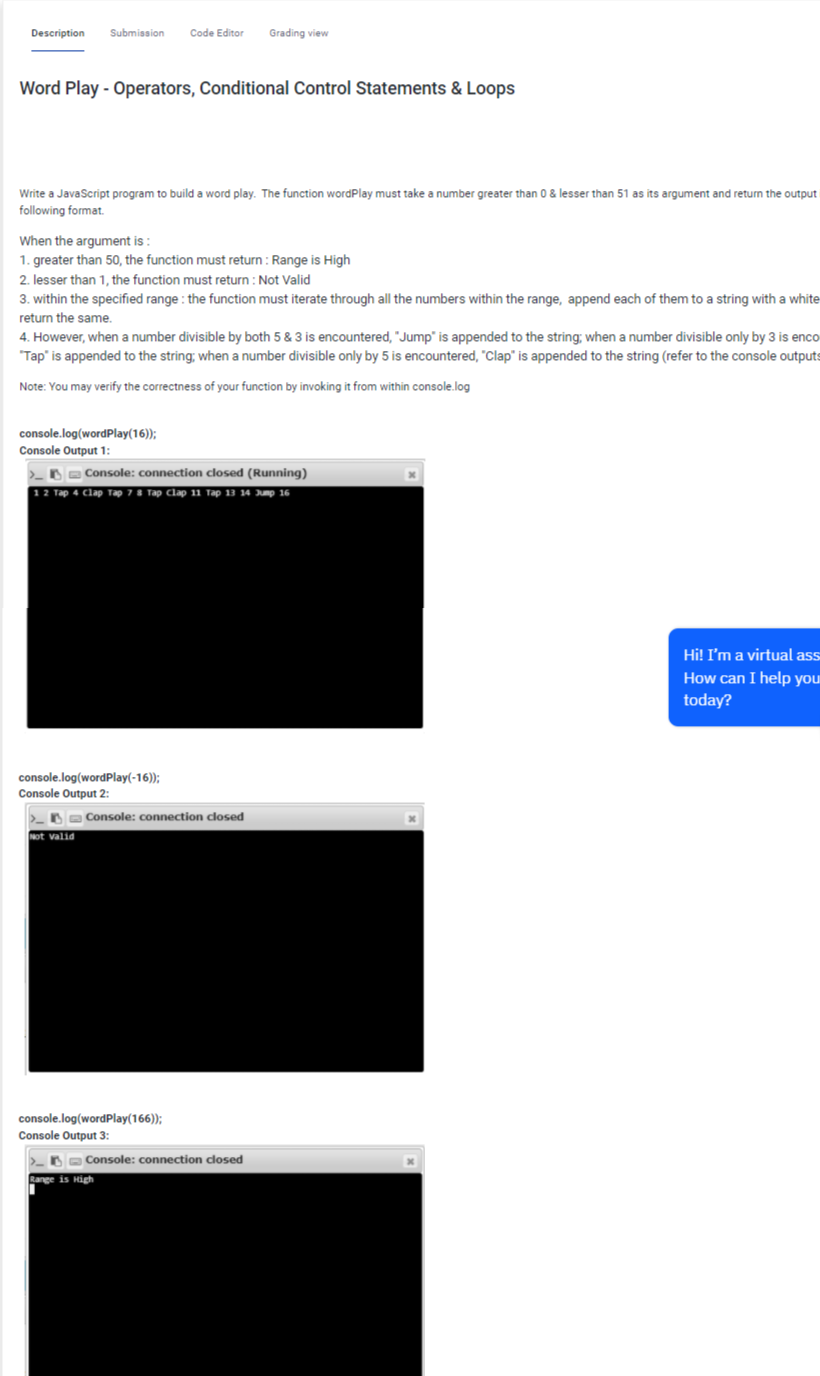 Description Submission Code Editor Grading view
Word Play - Operators, Conditional Control Statements & Loops
Write a JavaScript program to build a word play. The function wordPlay must take a number greater than 0 & lesser than 51 as its argument and return the output
following format.
When the argument is :
1. greater than 50, the function must return : Range is High
2. lesser than 1, the function must return : Not Valid
3. within the specified range : the function must iterate through all the numbers within the range, append each of them to a string with a white
return the same.
4. However, when a number divisible by both 5 & 3 is encountered, "Jump" is appended to the string; when a number divisible only by 3 is enco
"Tap" is appended to the string; when a number divisible only by 5 is encountered, "Clap" is appended to the string (refer to the console outputs
Note: You may verify the correctness of your function by invoking it from within console.log
console.log(wordPlay(16));
Console Output 1:
>_ Console: connection closed (Running)
1 2 Tap 4 Clap Tap 7 8 Tap Clap 11 Tap 13 14 Jump 16
Hi! I'm a virtual ass
How can I help you
today?
console.log(wordPlay(-16));
Console Output 2:
>_ Console: connection closed
Not Valid
console.log(wordPlay(166));
Console Output 3:
>_ Console: connection closed
Range is High